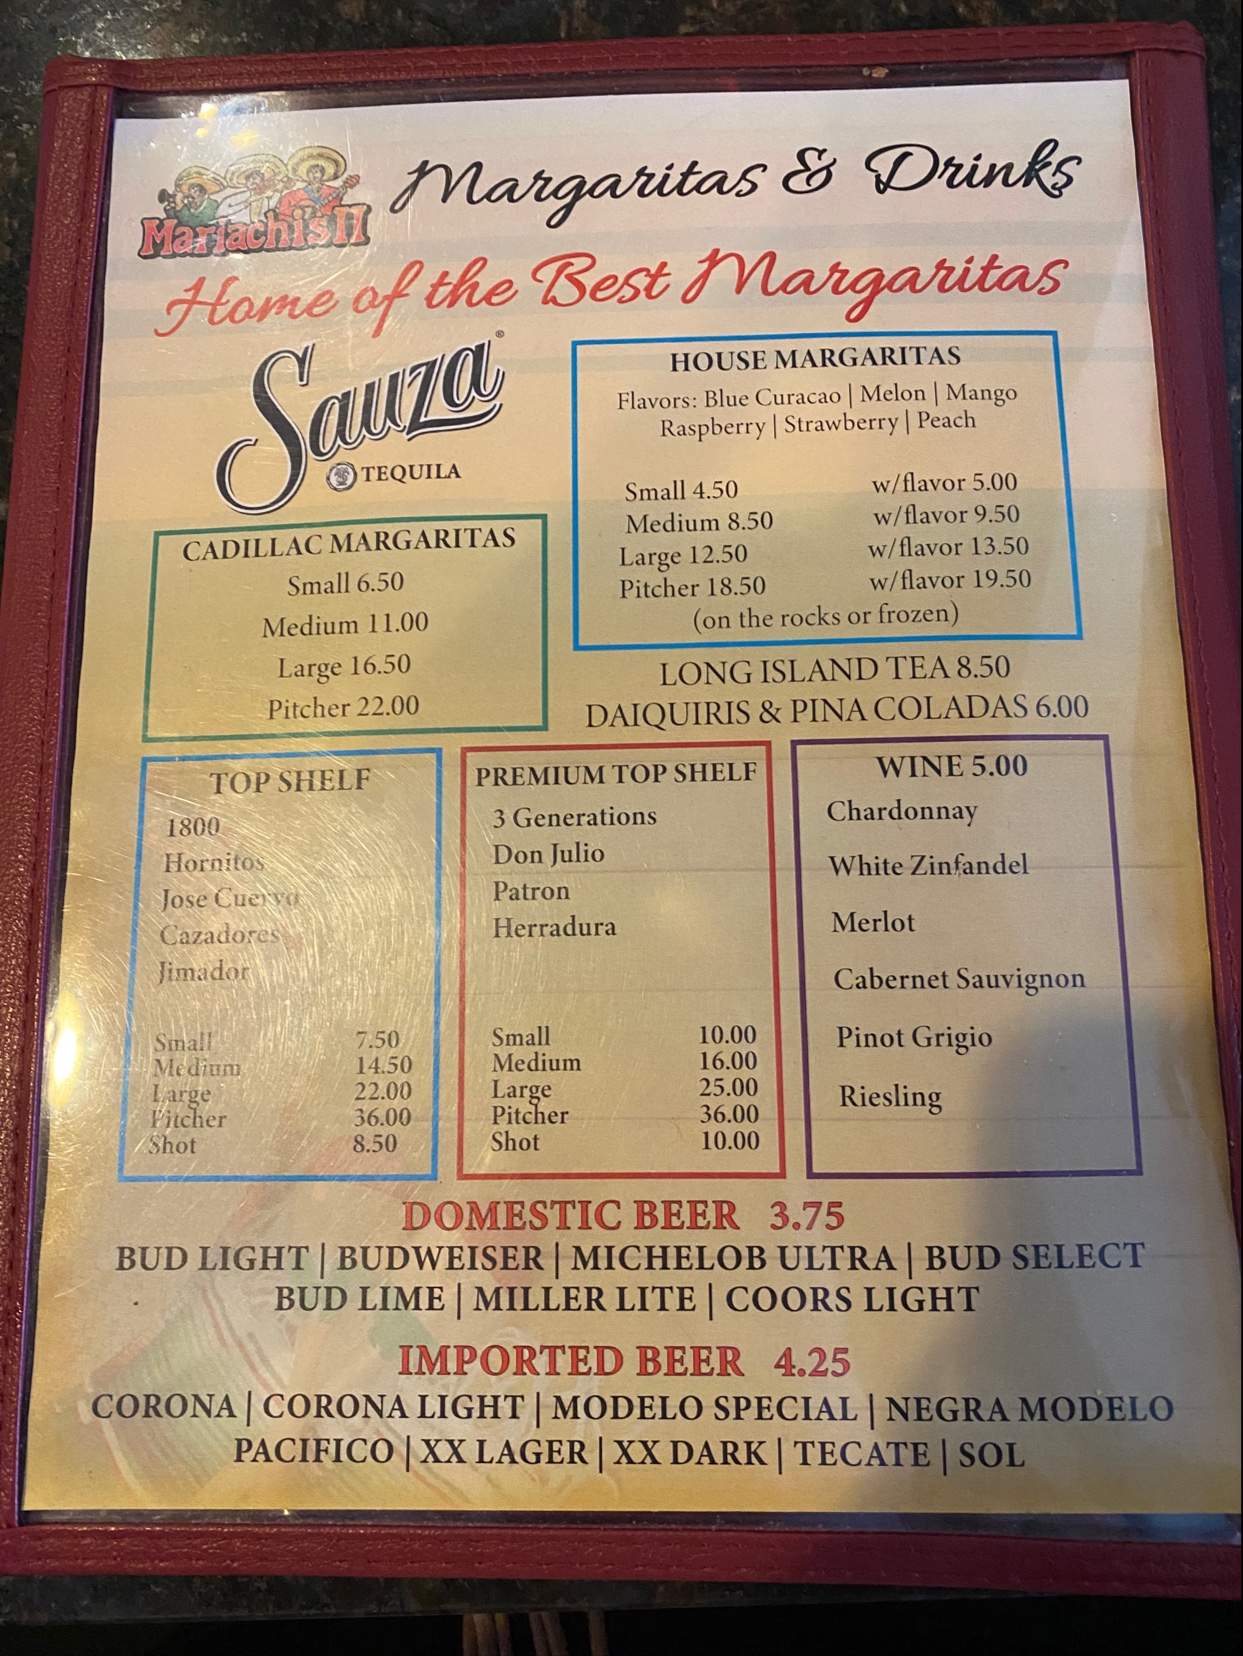 Mariachi's II
Margaritas & Drinks
Home of the Best Margaritas
Sauza®
TEQUILA
HOUSE MARGARITAS
Flavors: Blue Curacao | Melon | Mango
Raspberry | Strawberry | Peach
Small 4.50 w/flavor 5.00
Medium 8.50 w/flavor 9.50
Large 12.50 w/flavor 13.50
Pitcher 18.50 w/flavor 19.50
(on the rocks or frozen)
CADILLAC MARGARITAS
Small 6.50
Medium 11.00
Large 16.50
Pitcher 22.00
LONG ISLAND TEA 8.50
DAIQUIRIS & PINA COLADAS 6.00
TOP SHELF
1800
Hornitos
Jose Cuervo
Cazadores
Jimador
Small 7.50
Medium 14.50
Large 22.00
Pitcher 36.00
Shot 8.50
PREMIUM TOP SHELF
3 Generations
Don Julio
Patron
Herradura
Small 10.00
Medium 16.00
Large 25.00
Pitcher 36.00
Shot 10.00
WINE 5.00
Chardonnay
White Zinfandel
Merlot
Cabernet Sauvignon
Pinot Grigio
Riesling
DOMESTIC BEER 3.75
BUD LIGHT | BUDWEISER | MICHELOB ULTRA | BUD SELECT
BUD LIME | MILLER LITE | COORS LIGHT
IMPORTED BEER 4.25
CORONA | CORONA LIGHT | MODELO SPECIAL | NEGRA MODELO
PACIFICO | XX LAGER | XX DARK | TECATE | SOL